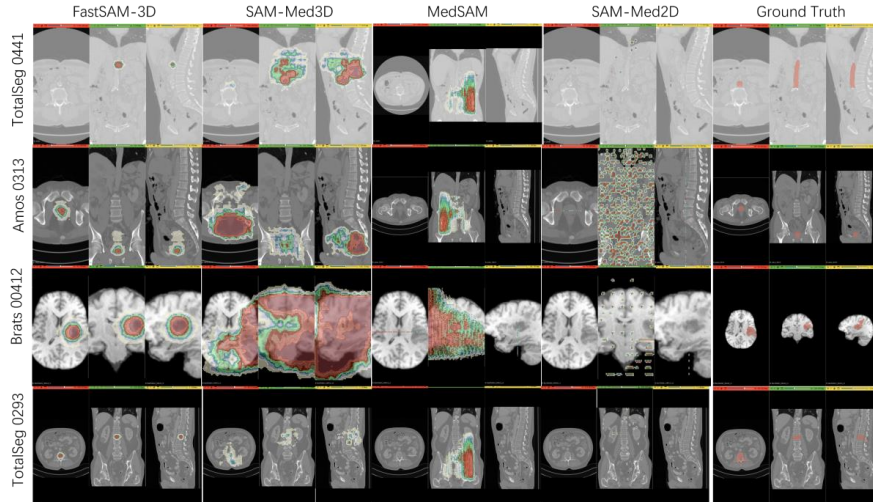 FastSAM-3D SAM-Med3D MedSAM SAM-Med2D Ground Truth
TotalSeg 0441
Amos 0313
Brats 00412
TotalSeg 0293